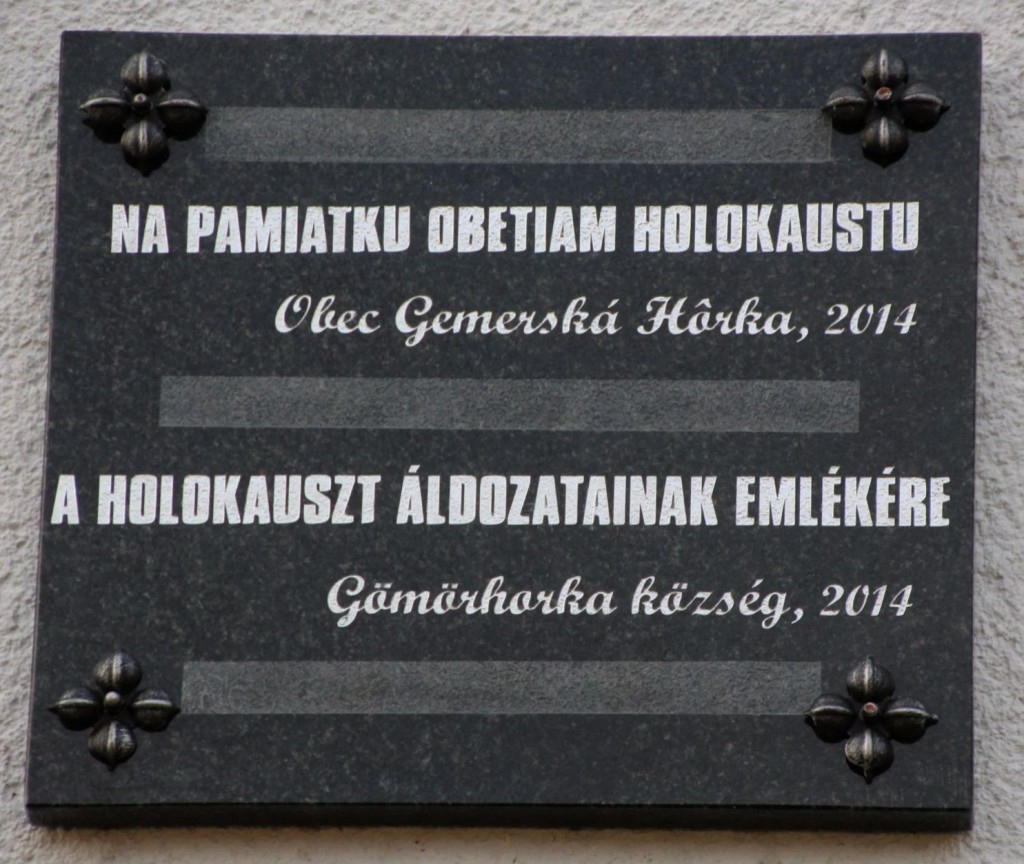 NA PAMIATKU OBETIAM HOLOKAUSTU
Obec Gemerská Hôrka, 2014
A HOLOKAUSZT ÁLDOZATAINAK EMLÉKÉRE
Gömörhorka község, 2014